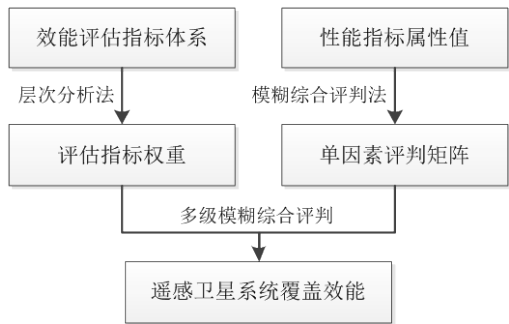 效能评估指标体系
性能指标属性值
层次分析法
模糊综合评判法
评估指标权重
单因素评判矩阵
多级模糊综合评判
遥感卫星系统覆盖效能